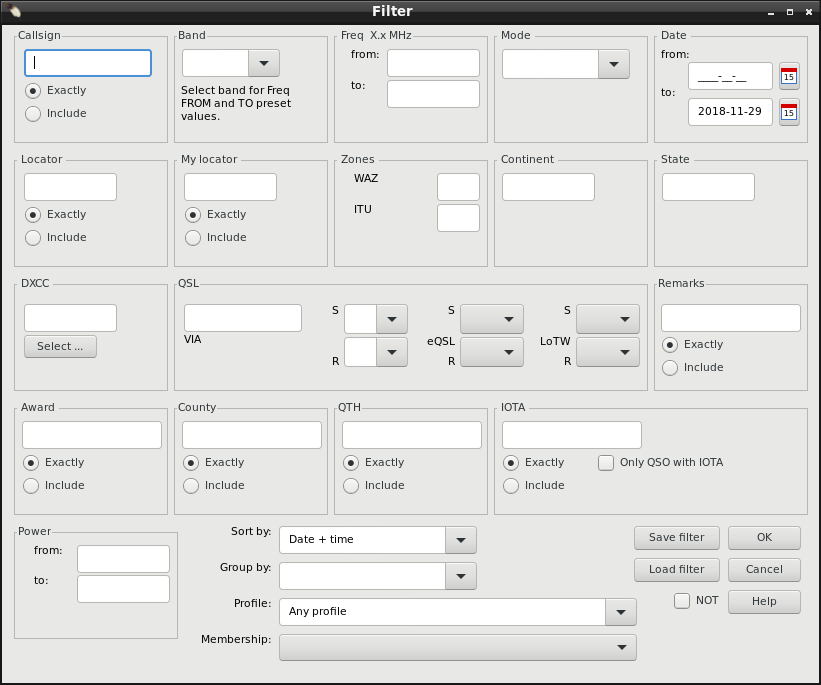 Filter
Callsign
Exactly
Include
Band
Select band for Freq
FROM and TO preset
values.
Freq X.x MHz
from:
to:
Mode
Date
from:
____-__-__
15
to:
2018-11-29
15
Locator
Exactly
Include
My locator
Exactly
Include
Zones
WAZ
ITU
Continent
State
DXCC
Select ...
QSL
VIA
S
R
S
eQSL
R
S
LoTW
R
Remarks
Exactly
Include
Award
Exactly
Include
County
Exactly
Include
QTH
Exactly
Include
IOTA
Exactly
Only QSO with IOTA
Include
Power
from:
to:
Sort by:
Date + time
Group by:
Profile:
Any profile
Membership:
Save filter
OK
Load filter
Cancel
NOT
Help